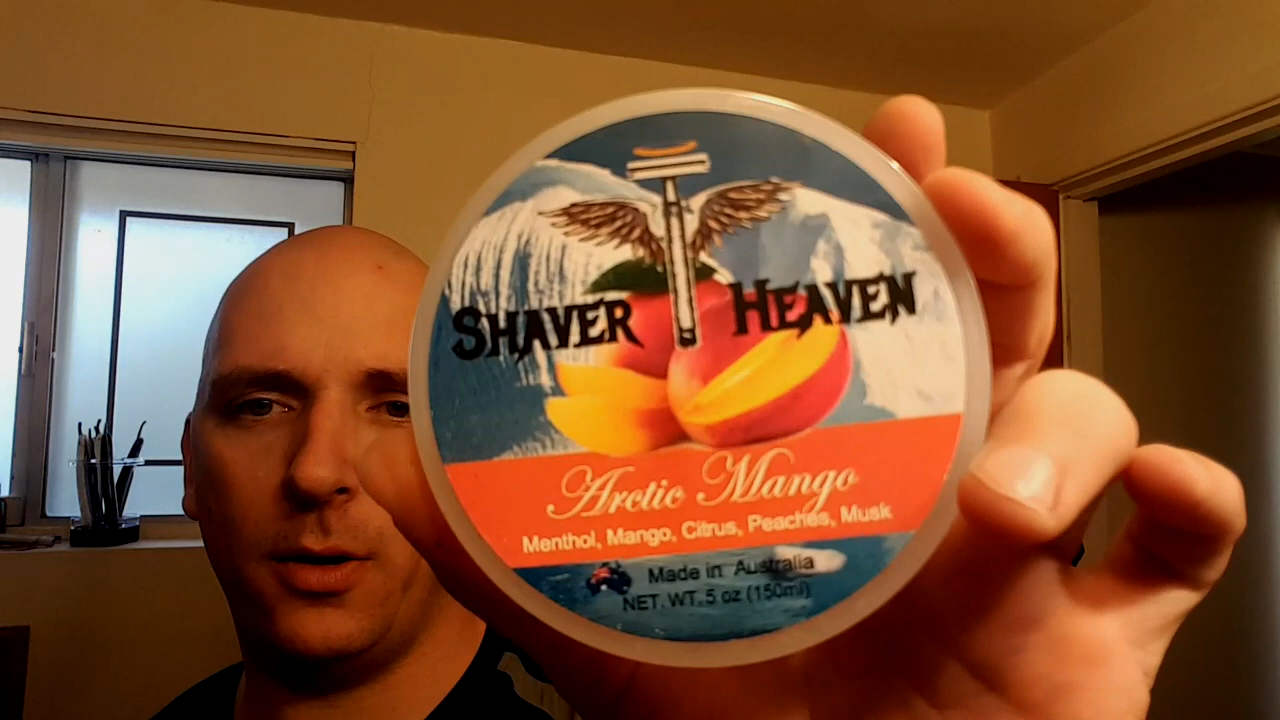 SHAVER HEAVEN
Arctic Mango
Menthol, Mango, Citrus, Peaches, Musk
Made in Australia
NET. WT. 5 oz (150ml)